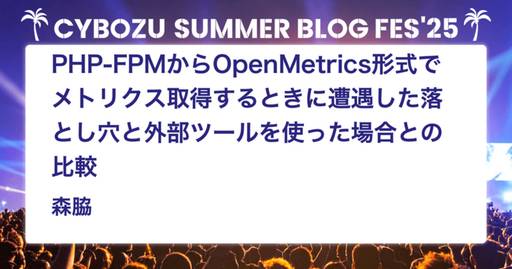 CYBOZU SUMMER BLOG FES'25
PHP-FPMからOpenMetrics形式で
メトリクス取得するときに遭遇した落
とし穴と外部ツールを使った場合との
比較
森脇